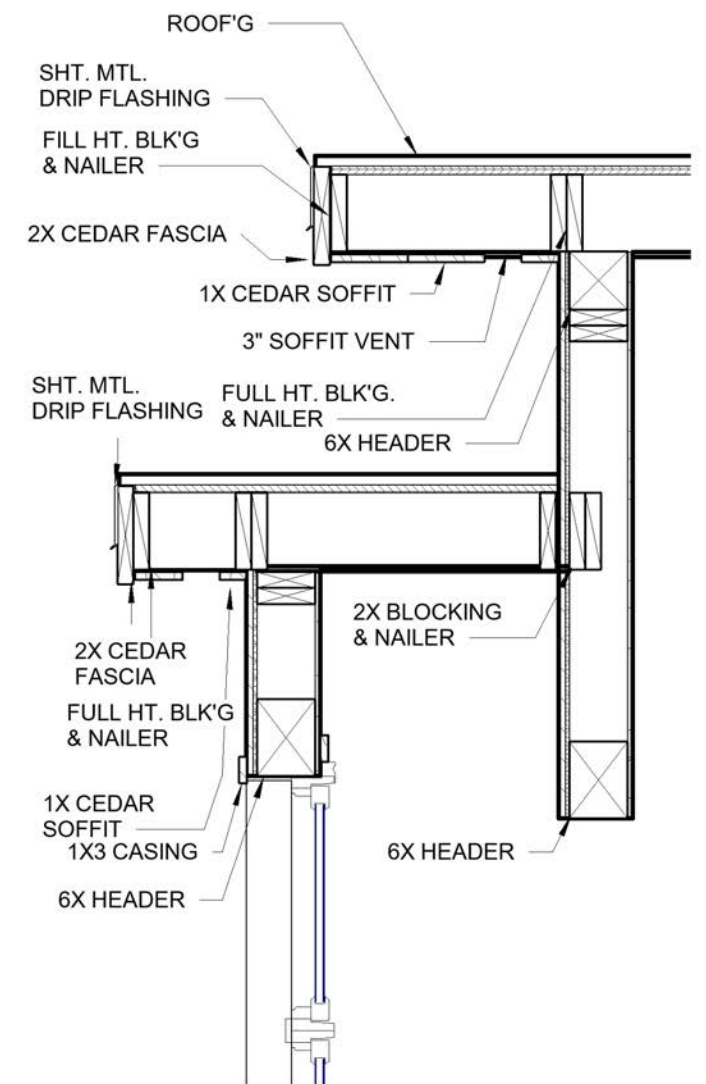 ROOF'G
SHT. MTL.
DRIP FLASHING
FILL HT. BLK'G
& NAILER
2X CEDAR FASCIA
1X CEDAR SOFFIT
3" SOFFIT VENT
SHT. MTL.
DRIP FLASHING
FULL HT. BLK'G.
& NAILER
6X HEADER
2X BLOCKING
& NAILER
2X CEDAR
FASCIA
FULL HT. BLK'G
& NAILER
1X CEDAR
SOFFIT
1X3 CASING
6X HEADER
6X HEADER